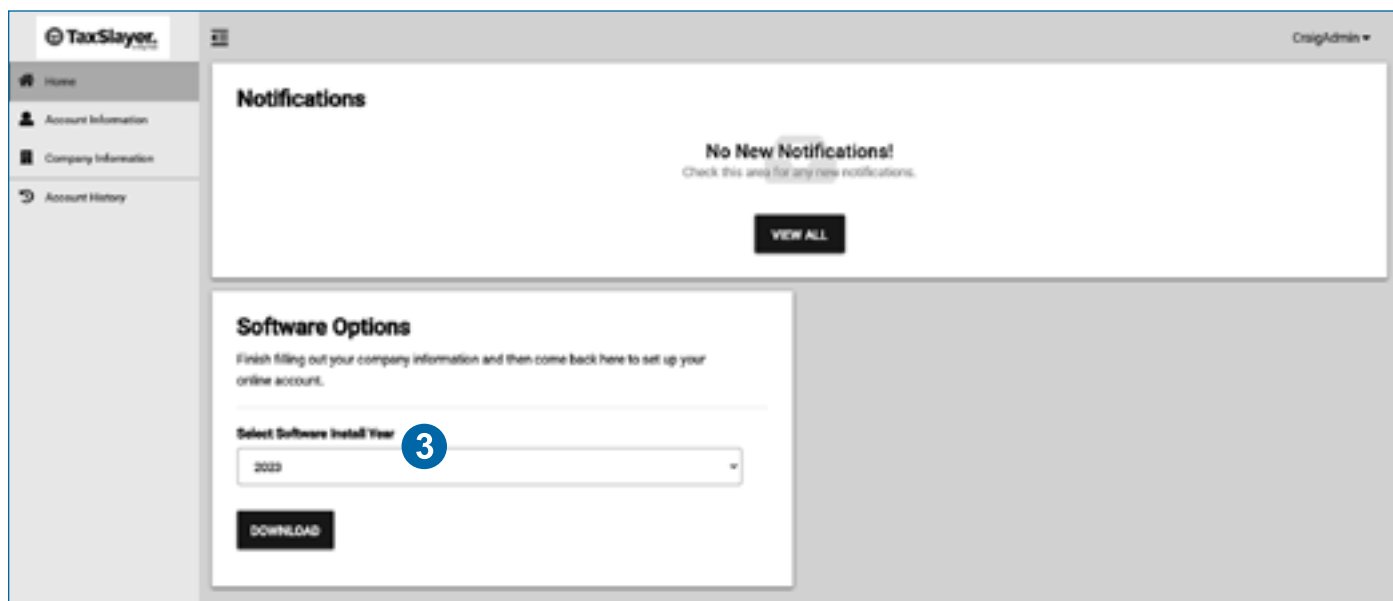 TaxSlayer.
CraigAdmin
Home
Account Information
Company Information
Account History
Notifications
No New Notifications!
Check this area for any new notifications.
VIEW ALL
Software Options
Finish filling out your company information and then come back here to set up your
online account.
Select Software Install Year
3
2023
DOWNLOAD